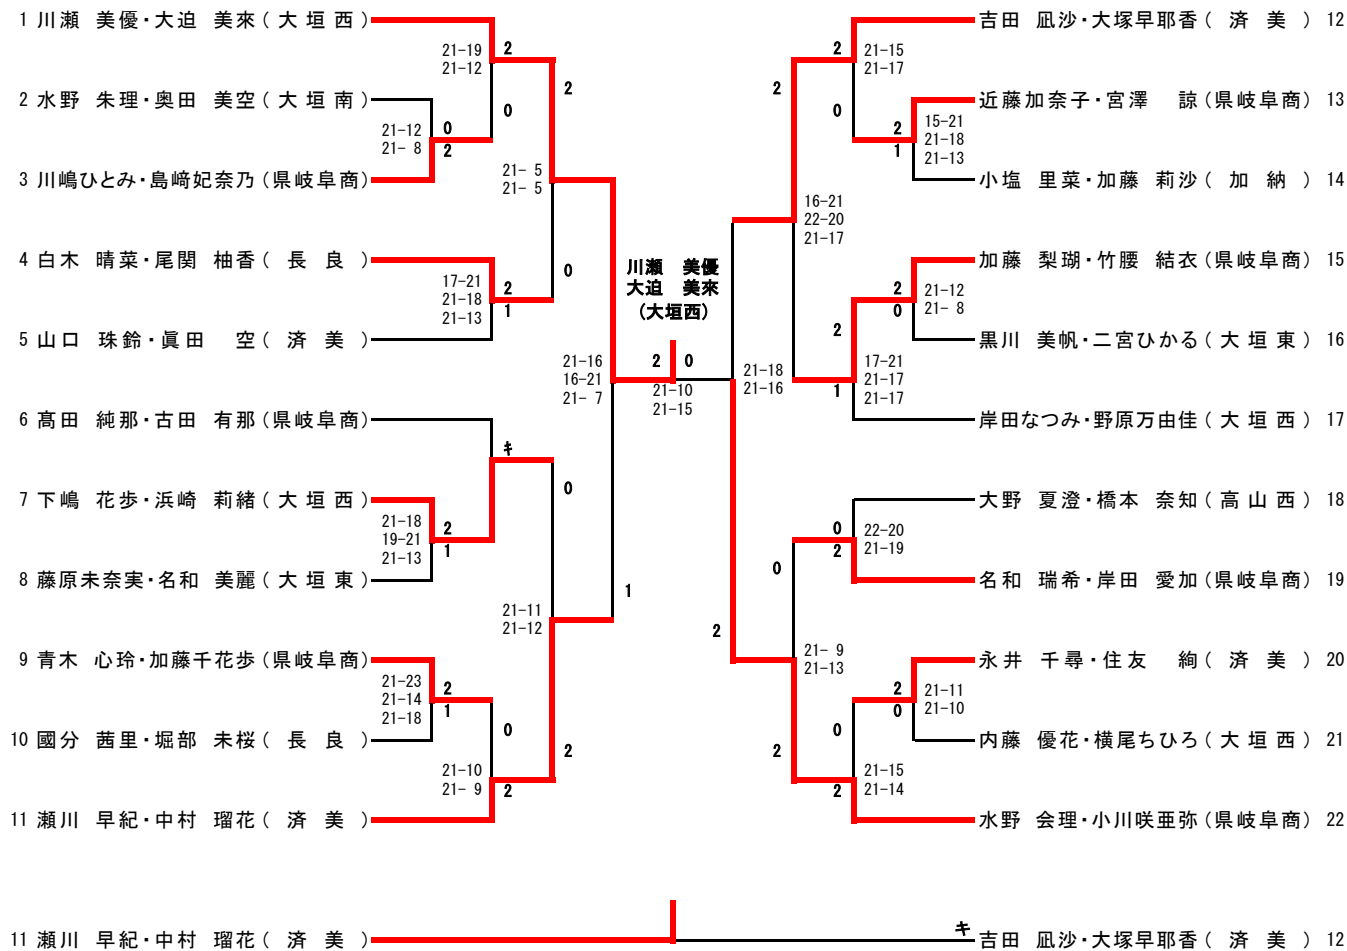 1 川瀬 美優・大迫 美來(大垣西)
21-19
21-12
2
0
2 水野 朱理・奥田 美空(大垣南)
21-12
21- 8
0
2
3 川嶋ひとみ・島﨑妃奈乃(県岐阜商)
2
21- 5
21- 5
0
4 白木 晴菜・尾関 柚香(長良)
17-21
21-18
21-13
2
1
5 山口 珠鈴・眞田 空(済美)
21-16
16-21
21- 7
6 髙田 純那・古田 有那(県岐阜商)
キ
0
7 下嶋 花歩・浜崎 莉緒(大垣西)
21-18
19-21
21-13
2
1
8 藤原未奈実・名和 美麗(大垣東)
21-11
21-12
1
9 青木 心玲・加藤千花歩(県岐阜商)
21-23
21-14
21-18
2
1
10 國分 茜里・堀部 未桜(長良)
0
2
21-10
21- 9
2
11 瀬川 早紀・中村 瑠花(済美)
川瀬 美優
大迫 美來
(大垣西)
2 0
21-10
21-15
吉田 凪沙・大塚早耶香(済美) 12
2
21-15
21-17
2
0
近藤加奈子・宮澤 諒(県岐阜商) 13
2
1
15-21
21-18
21-13
小塩 里菜・加藤 莉沙(加納) 14
16-21
22-20
21-17
加藤 梨瑚・竹腰 結衣(県岐阜商) 15
2
0
21-12
21- 8
黒川 美帆・二宮ひかる(大垣東) 16
2
1
17-21
21-17
21-17
21-18
21-16
岸田なつみ・野原万由佳(大垣西) 17
大野 夏澄・橋本 奈知(高山西) 18
0
2
22-20
21-19
0
名和 瑞希・岸田 愛加(県岐阜商) 19
2
21- 9
21-13
永井 千尋・住友 絢(済美) 20
2
0
21-11
21-10
内藤 優花・横尾ちひろ(大垣西) 21
0
2
2
21-15
21-14
水野 会理・小川咲亜弥(県岐阜商) 22
11 瀬川 早紀・中村 瑠花(済美)
キ
吉田 凪沙・大塚早耶香(済美) 12